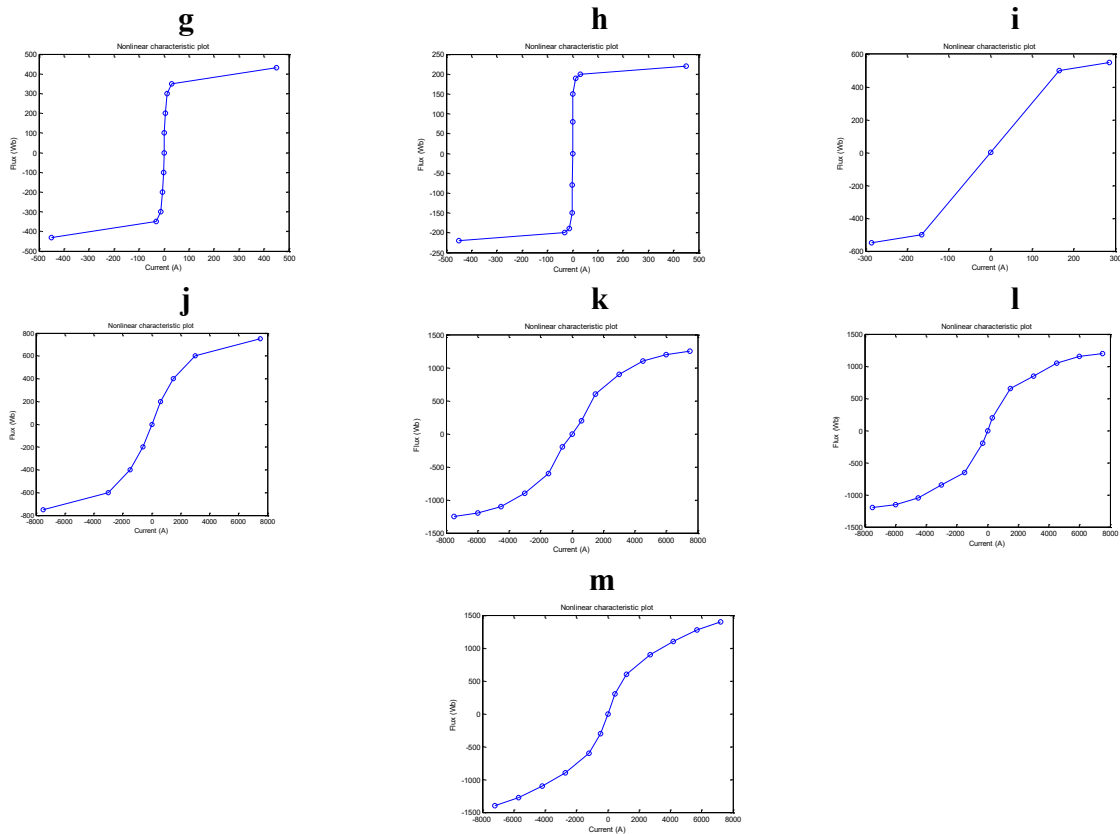 g
Nonlinear characteristic plot
500
400
300
200
100
0
-100
-200
-300
-400
-500
Flux (Wb)
-500 -400 -300 -200 -100 0 100 200 300 400 500
Current (A)
h
Nonlinear characteristic plot
250
200
150
100
50
0
-50
-100
-150
-200
-250
Flux (Wb)
-500 -400 -300 -200 -100 0 100 200 300 400 500
Current (A)
i
Nonlinear characteristic plot
600
400
200
0
-200
-400
-600
Flux (Wb)
-300 -200 -100 0 100 200 300
Current (A)
j
Nonlinear characteristic plot
800
600
400
200
0
-200
-400
-600
-800
Flux (Wb)
-8000 -6000 -4000 -2000 0 2000 4000 6000 8000
Current (A)
k
Nonlinear characteristic plot
1500
1000
500
0
-500
-1000
-1500
Flux (Wb)
-8000 -6000 -4000 -2000 0 2000 4000 6000 8000
Current (A)
l
Nonlinear characteristic plot
1500
1000
500
0
-500
-1000
-1500
Flux (Wb)
-8000 -6000 -4000 -2000 0 2000 4000 6000 8000
Current (A)
m
Nonlinear characteristic plot
1500
1000
500
0
-500
-1000
-1500
Flux (Wb)
-8000 -6000 -4000 -2000 0 2000 4000 6000 8000
Current (A)